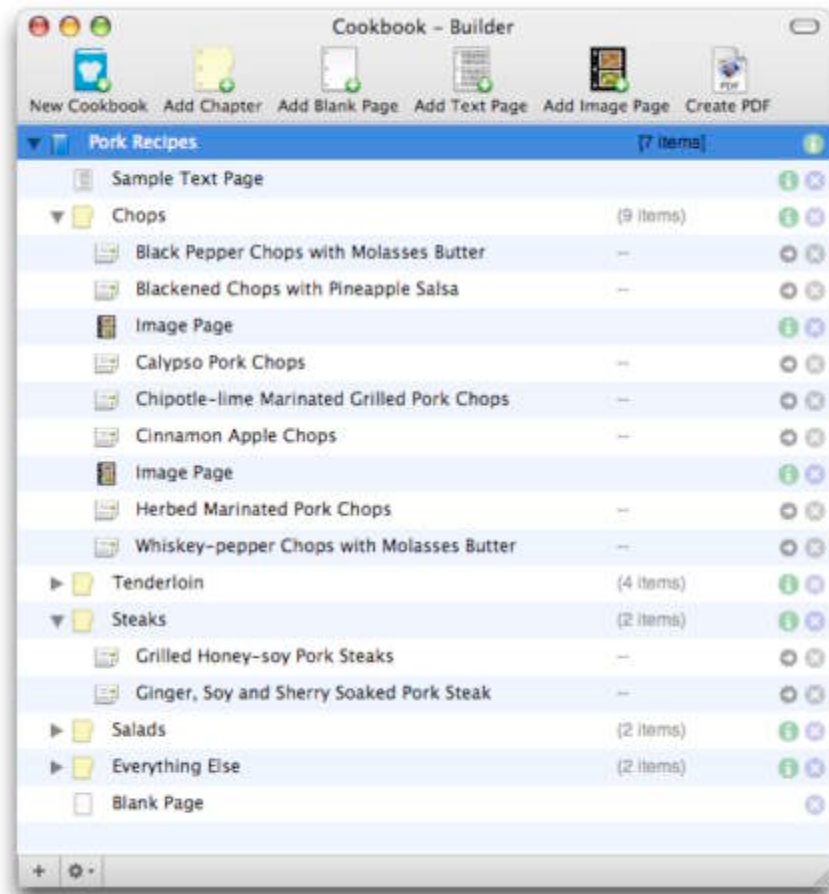 Cookbook - Builder
New Cookbook Add Chapter Add Blank Page Add Text Page Add Image Page Create PDF
PDF
Pork Recipes [7 items]
Sample Text Page
Chops (9 items)
Black Pepper Chops with Molasses Butter --
Blackened Chops with Pineapple Salsa --
Image Page
Calypso Pork Chops --
Chipotle-lime Marinated Grilled Pork Chops --
Cinnamon Apple Chops --
Image Page
Herbed Marinated Pork Chops --
Whiskey-pepper Chops with Molasses Butter --
Tenderloin (4 items)
Steaks (2 items)
Grilled Honey-soy Pork Steaks --
Ginger, Soy and Sherry Soaked Pork Steak --
Salads (2 items)
Everything Else (2 items)
Blank Page